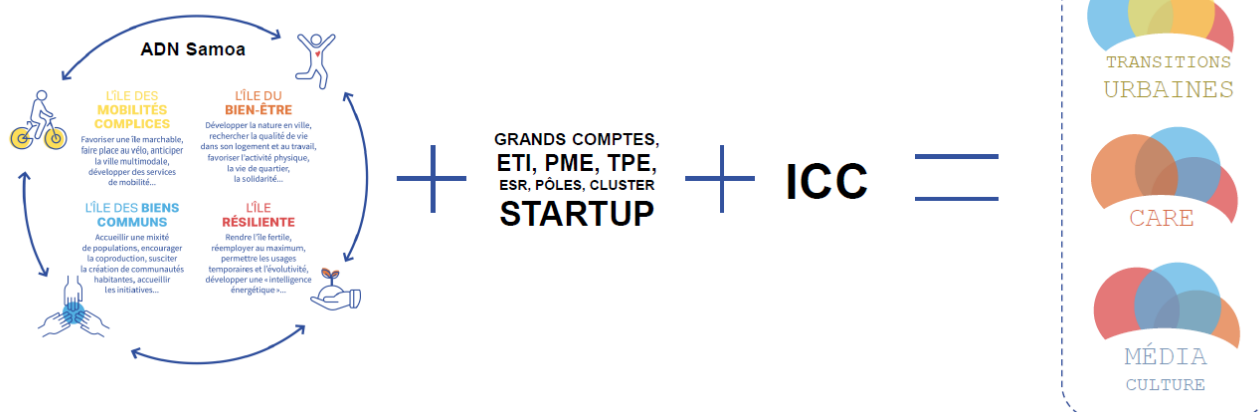 ADN Samoa
L'ÎLE DES
MOBILITÉS
COMPLICES
Favoriser une île marchable,
faire place au vélo, anticiper
la ville multimodale,
développer des services
de mobilité...
L'ÎLE DU
BIEN-ÊTRE
Développer la nature en ville,
rechercher la qualité de vie
dans son logement et au travail,
favoriser l'activité physique,
la vie de quartier,
la solidarité...
L'ÎLE DES BIENS
COMMUNS
Accueillir une mixité
de populations, encourager
la coproduction, susciter
la création de communautés
habitantes, accueillir
les initiatives...
L'ÎLE
RÉSILIENTE
Rendre l'île fertile,
réemployer au maximum,
permettre les usages
temporaires et l'évolutivité,
développer une « intelligence
énergétique »...
+
GRANDS COMPTES,
ETI, PME, TPE,
ESR, PÔLES, CLUSTER
STARTUP
+
ICC
=
TRANSITIONS
URBAINES
CARE
MÉDIA
CULTURE